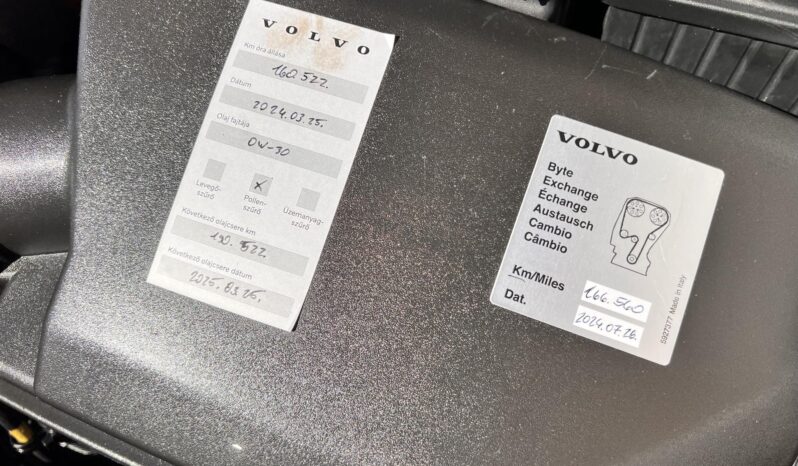 VOLVO
Km óra állása
160.522.
Dátum
2024.03.25.
Olaj fajtája
0W-30
Levegő-
szűrő
Pollen-
szűrő
Üzemanyag-
szűrő
Következő olajcsere km
190.522
Következő olajcsere dátum
2025.03.25.
VOLVO
Byte
Exchange
Échange
Austausch
Cambio
Câmbio
Km/Miles
166.560
Dat.
2024.07.26.
5927377 Made in Italy